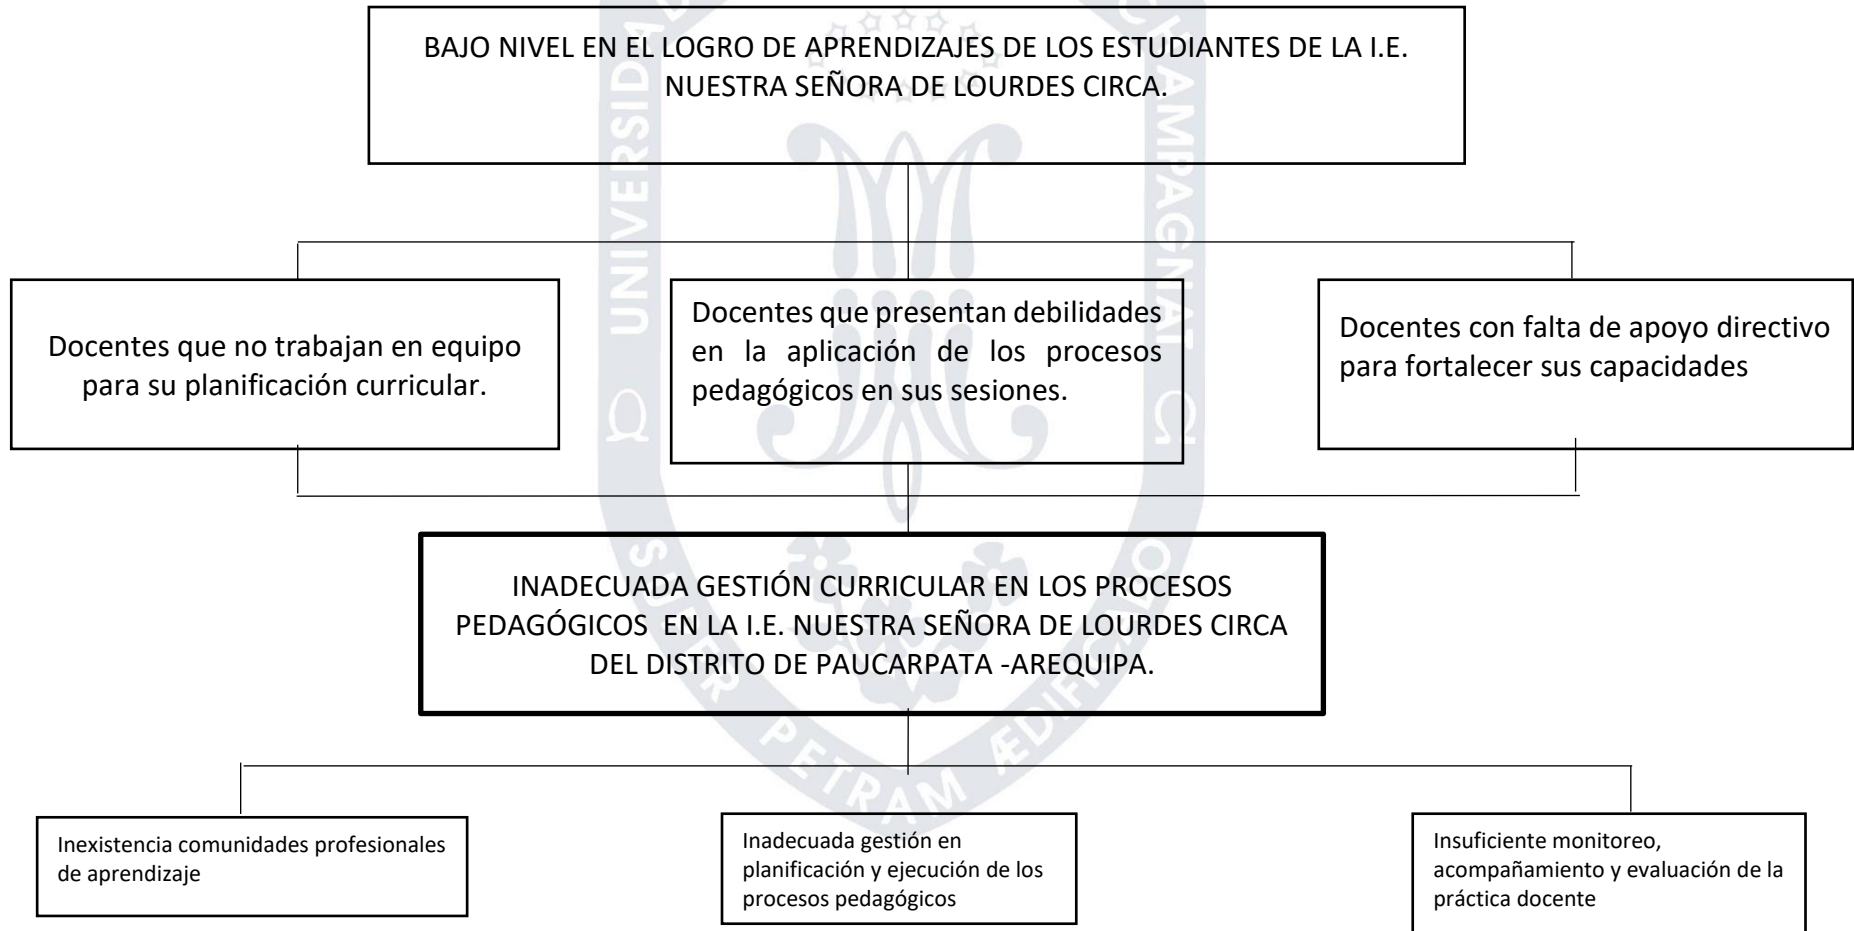 BAJO NIVEL EN EL LOGRO DE APRENDIZAJES DE LOS ESTUDIANTES DE LA I.E.
NUESTRA SEÑORA DE LOURDES CIRCA.
Docentes que no trabajan en equipo
para su planificación curricular.
Docentes que presentan debilidades
en la aplicación de los procesos
pedagógicos en sus sesiones.
Docentes con falta de apoyo directivo
para fortalecer sus capacidades
INADECUADA GESTIÓN CURRICULAR EN LOS PROCESOS
PEDAGÓGICOS EN LA I.E. NUESTRA SEÑORA DE LOURDES CIRCA
DEL DISTRITO DE PAUCARPATA -AREQUIPA.
Inexistencia comunidades profesionales
de aprendizaje
Inadecuada gestión en
planificación y ejecución de los
procesos pedagógicos
Insuficiente monitoreo,
acompañamiento y evaluación de la
práctica docente
CHAMPAGNAT
SUPER PETRAM ÆDIFICO